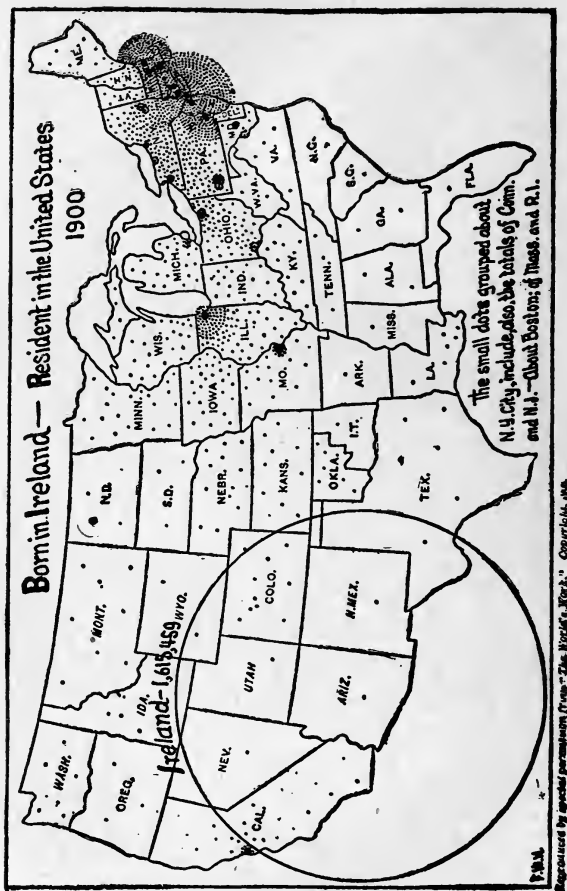 Born in Ireland — Resident in the United States
1900
ME.
N.H.
VT.
PA.
MD.
VA.
W.VA.
N.C.
S.C.
GA.
FLA.
OHIO
MICH.
IND.
KY.
TENN.
ALA.
MISS.
WIS.
ILL.
MINN.
IOWA
MO.
ARK.
LA.
N.D.
S.D.
NEBR.
KANS.
OKLA.
I.T.
TEX.
MONT.
WYO.
COLO.
N.MEX.
IDA.
UTAH
ARIZ.
WASH.
OREG.
NEV.
CAL.
Ireland-1,615,459
The small dots grouped about
N.Y. City, include, also, the totals of Conn.
and N.J.—About Boston; of Mass. and R.I.
Reproduced by special permission from "The World's Work." Copyright,